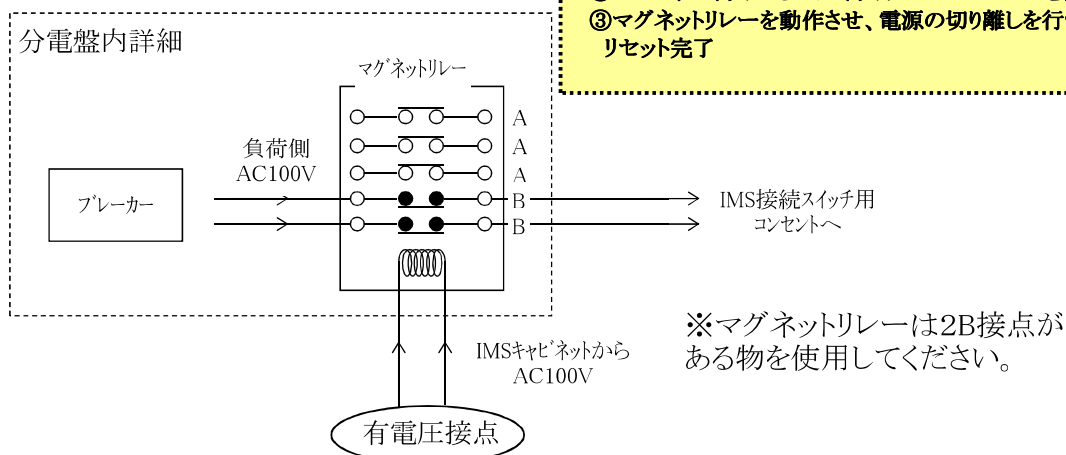 ③マグネットリレーを動作させ、電源の切り離しを行
リセット完了
分電盤内詳細
マグネットリレー
A
A
A
B
B
負荷側
AC100V
ブレーカー
IMS接続スイッチ用
コンセントへ
IMSキャビネットから
AC100V
有電圧接点
※マグネットリレーは2B接点が
ある物を使用してください。